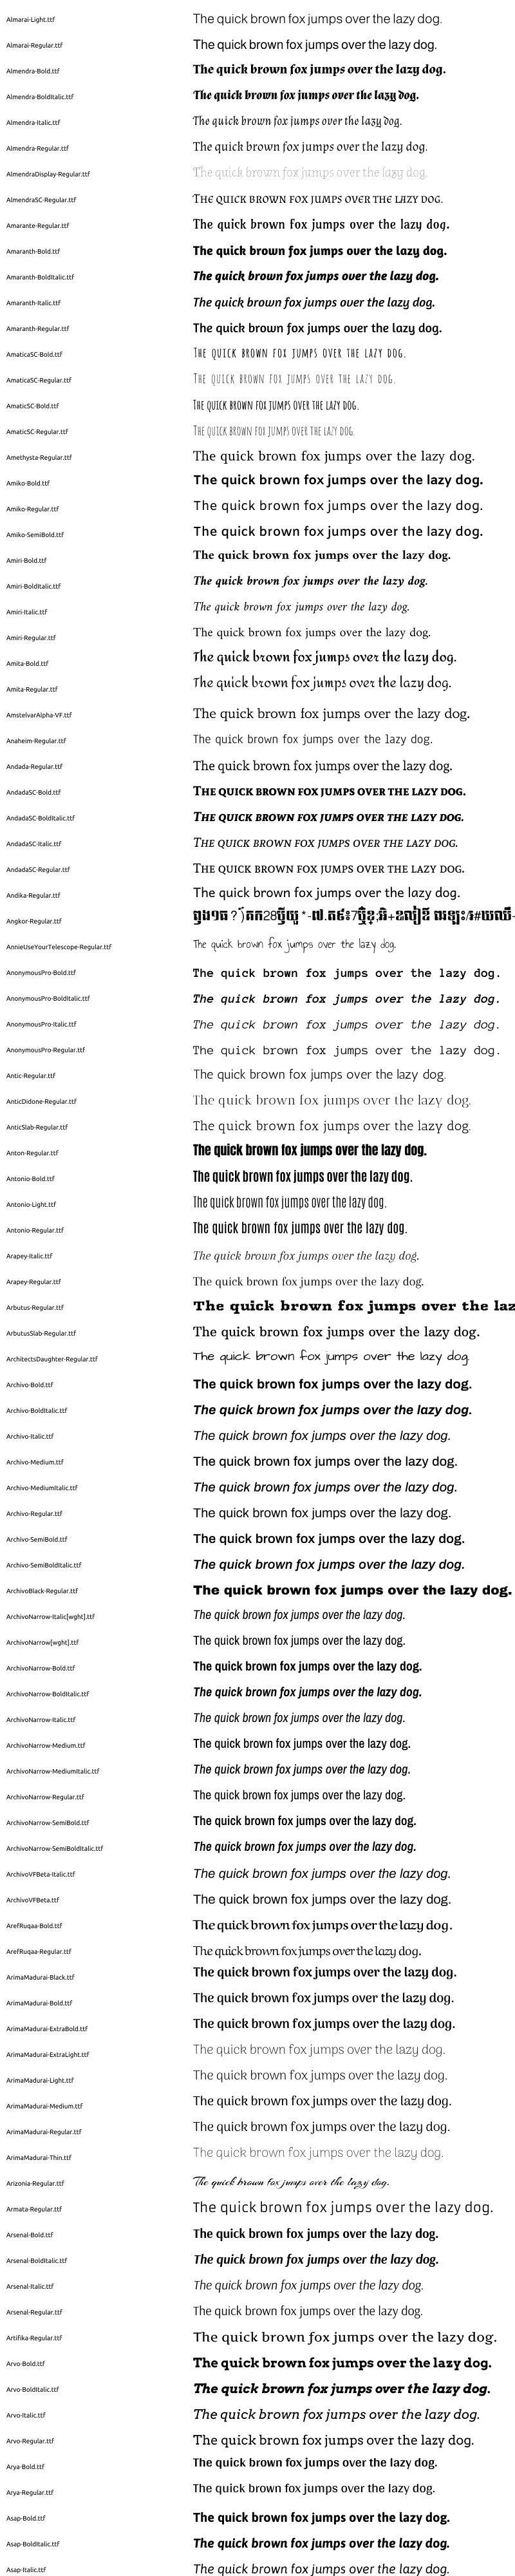 Almarai-Light.ttf The quick brown fox jumps over the lazy dog.
Almarai-Regular.ttf The quick brown fox jumps over the lazy dog.
Almendra-Bold.ttf The quick brown fox jumps over the lazy dog.
Almendra-BoldItalic.ttf The quick brown fox jumps over the lazy dog.
Almendra-Italic.ttf The quick brown fox jumps over the lazy dog.
Almendra-Regular.ttf The quick brown fox jumps over the lazy dog.
AlmendraDisplay-Regular.ttf The quick brown fox jumps over the lazy dog.
AlmendraSC-Regular.ttf THE QUICK BROWN FOX JUMPS OVER THE LAZY DOG.
Amarante-Regular.ttf The quick brown fox jumps over the lazy dog.
Amaranth-Bold.ttf The quick brown fox jumps over the lazy dog.
Amaranth-BoldItalic.ttf The quick brown fox jumps over the lazy dog.
Amaranth-Italic.ttf The quick brown fox jumps over the lazy dog.
Amaranth-Regular.ttf The quick brown fox jumps over the lazy dog.
AmaticaSC-Bold.ttf THE QUICK BROWN FOX JUMPS OVER THE LAZY DOG.
AmaticaSC-Regular.ttf THE QUICK BROWN FOX JUMPS OVER THE LAZY DOG.
AmaticSC-Bold.ttf THE QUICK BROWN FOX JUMPS OVER THE LAZY DOG.
AmaticSC-Regular.ttf THE QUICK BROWN FOX JUMPS OVER THE LAZY DOG.
Amethysta-Regular.ttf The quick brown fox jumps over the lazy dog.
Amiko-Bold.ttf The quick brown fox jumps over the lazy dog.
Amiko-Regular.ttf The quick brown fox jumps over the lazy dog.
Amiko-SemiBold.ttf The quick brown fox jumps over the lazy dog.
Amiri-Bold.ttf The quick brown fox jumps over the lazy dog.
Amiri-BoldItalic.ttf The quick brown fox jumps over the lazy dog.
Amiri-Italic.ttf The quick brown fox jumps over the lazy dog.
Amiri-Regular.ttf The quick brown fox jumps over the lazy dog.
Amita-Bold.ttf The quick brown fox jumps over the lazy dog.
Amita-Regular.ttf The quick brown fox jumps over the lazy dog.
AmstelvarAlpha-VF.ttf The quick brown fox jumps over the lazy dog.
Anaheim-Regular.ttf The quick brown fox jumps over the lazy dog.
Andada-Regular.ttf The quick brown fox jumps over the lazy dog.
AndadaSC-Bold.ttf THE QUICK BROWN FOX JUMPS OVER THE LAZY DOG.
AndadaSC-BoldItalic.ttf THE QUICK BROWN FOX JUMPS OVER THE LAZY DOG.
AndadaSC-Italic.ttf THE QUICK BROWN FOX JUMPS OVER THE LAZY DOG.
AndadaSC-Regular.ttf THE QUICK BROWN FOX JUMPS OVER THE LAZY DOG.
Andika-Regular.ttf The quick brown fox jumps over the lazy dog.
Angkor-Regular.ttf
AnnieUseYourTelescope-Regular.ttf The quick brown fox jumps over the lazy dog.
AnonymousPro-Bold.ttf The quick brown fox jumps over the lazy dog.
AnonymousPro-BoldItalic.ttf The quick brown fox jumps over the lazy dog.
AnonymousPro-Italic.ttf The quick brown fox jumps over the lazy dog.
AnonymousPro-Regular.ttf The quick brown fox jumps over the lazy dog.
Antic-Regular.ttf The quick brown fox jumps over the lazy dog.
AnticDidone-Regular.ttf The quick brown fox jumps over the lazy dog.
AnticSlab-Regular.ttf The quick brown fox jumps over the lazy dog.
Anton-Regular.ttf The quick brown fox jumps over the lazy dog.
Antonio-Bold.ttf The quick brown fox jumps over the lazy dog.
Antonio-Light.ttf The quick brown fox jumps over the lazy dog.
Antonio-Regular.ttf The quick brown fox jumps over the lazy dog.
Arapey-Italic.ttf The quick brown fox jumps over the lazy dog.
Arapey-Regular.ttf The quick brown fox jumps over the lazy dog.
Arbutus-Regular.ttf The quick brown fox jumps over the laz
ArbutusSlab-Regular.ttf The quick brown fox jumps over the lazy dog.
ArchitectsDaughter-Regular.ttf The quick brown fox jumps over the lazy dog.
Archivo-Bold.ttf The quick brown fox jumps over the lazy dog.
Archivo-BoldItalic.ttf The quick brown fox jumps over the lazy dog.
Archivo-Italic.ttf The quick brown fox jumps over the lazy dog.
Archivo-Medium.ttf The quick brown fox jumps over the lazy dog.
Archivo-MediumItalic.ttf The quick brown fox jumps over the lazy dog.
Archivo-Regular.ttf The quick brown fox jumps over the lazy dog.
Archivo-SemiBold.ttf The quick brown fox jumps over the lazy dog.
Archivo-SemiBoldItalic.ttf The quick brown fox jumps over the lazy dog.
ArchivoBlack-Regular.ttf The quick brown fox jumps over the lazy dog.
ArchivoNarrow-Italic[wght].ttf The quick brown fox jumps over the lazy dog.
ArchivoNarrow[wght].ttf The quick brown fox jumps over the lazy dog.
ArchivoNarrow-Bold.ttf The quick brown fox jumps over the lazy dog.
ArchivoNarrow-BoldItalic.ttf The quick brown fox jumps over the lazy dog.
ArchivoNarrow-Italic.ttf The quick brown fox jumps over the lazy dog.
ArchivoNarrow-Medium.ttf The quick brown fox jumps over the lazy dog.
ArchivoNarrow-MediumItalic.ttf The quick brown fox jumps over the lazy dog.
ArchivoNarrow-Regular.ttf The quick brown fox jumps over the lazy dog.
ArchivoNarrow-SemiBold.ttf The quick brown fox jumps over the lazy dog.
ArchivoNarrow-SemiBoldItalic.ttf The quick brown fox jumps over the lazy dog.
ArchivoVFBeta-Italic.ttf The quick brown fox jumps over the lazy dog.
ArchivoVFBeta.ttf The quick brown fox jumps over the lazy dog.
ArefRuqaa-Bold.ttf The quick brown fox jumps over the lazy dog.
ArefRuqaa-Regular.ttf The quick brown fox jumps over the lazy dog.
ArimaMadurai-Black.ttf The quick brown fox jumps over the lazy dog.
ArimaMadurai-Bold.ttf The quick brown fox jumps over the lazy dog.
ArimaMadurai-ExtraBold.ttf The quick brown fox jumps over the lazy dog.
ArimaMadurai-ExtraLight.ttf The quick brown fox jumps over the lazy dog.
ArimaMadurai-Light.ttf The quick brown fox jumps over the lazy dog.
ArimaMadurai-Medium.ttf The quick brown fox jumps over the lazy dog.
ArimaMadurai-Regular.ttf The quick brown fox jumps over the lazy dog.
ArimaMadurai-Thin.ttf The quick brown fox jumps over the lazy dog.
Arizonia-Regular.ttf The quick brown fox jumps over the lazy dog.
Armata-Regular.ttf The quick brown fox jumps over the lazy dog.
Arsenal-Bold.ttf The quick brown fox jumps over the lazy dog.
Arsenal-BoldItalic.ttf The quick brown fox jumps over the lazy dog.
Arsenal-Italic.ttf The quick brown fox jumps over the lazy dog.
Arsenal-Regular.ttf The quick brown fox jumps over the lazy dog.
Artifika-Regular.ttf The quick brown fox jumps over the lazy dog.
Arvo-Bold.ttf The quick brown fox jumps over the lazy dog.
Arvo-BoldItalic.ttf The quick brown fox jumps over the lazy dog.
Arvo-Italic.ttf The quick brown fox jumps over the lazy dog.
Arvo-Regular.ttf The quick brown fox jumps over the lazy dog.
Arya-Bold.ttf The quick brown fox jumps over the lazy dog.
Arya-Regular.ttf The quick brown fox jumps over the lazy dog.
Asap-Bold.ttf The quick brown fox jumps over the lazy dog.
Asap-BoldItalic.ttf The quick brown fox jumps over the lazy dog.
Asap-Italic.ttf The quick brown fox jumps over the lazy dog.